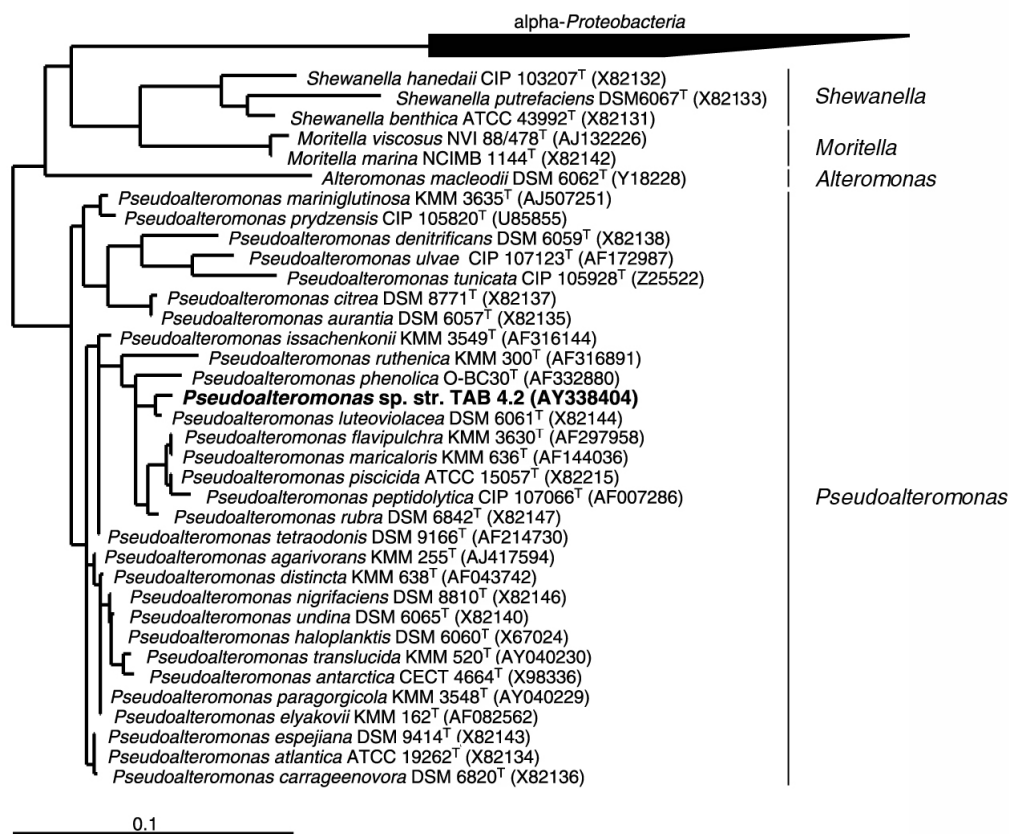 alpha-Proteobacteria
Shewanella hanedaii CIP 103207ᵀ (X82132)
Shewanella putrefaciens DSM6067ᵀ (X82133)
Shewanella
Shewanella benthica ATCC 43992ᵀ (X82131)
Moritella viscosus NVI 88/478ᵀ (AJ132226)
Moritella
Moritella marina NCIMB 1144ᵀ (X82142)
Alteromonas macleodii DSM 6062ᵀ (Y18228)
Alteromonas
Pseudoalteromonas mariniglutinosa KMM 3635ᵀ (AJ507251)
Pseudoalteromonas prydzensis CIP 105820ᵀ (U85855)
Pseudoalteromonas denitrificans DSM 6059ᵀ (X82138)
Pseudoalteromonas ulvae CIP 107123ᵀ (AF172987)
Pseudoalteromonas tunicata CIP 105928ᵀ (Z25522)
Pseudoalteromonas citrea DSM 8771ᵀ (X82137)
Pseudoalteromonas aurantia DSM 6057ᵀ (X82135)
Pseudoalteromonas issachenkonii KMM 3549ᵀ (AF316144)
Pseudoalteromonas ruthenica KMM 300ᵀ (AF316891)
Pseudoalteromonas phenolica O-BC30ᵀ (AF332880)
Pseudoalteromonas sp. str. TAB 4.2 (AY338404)
Pseudoalteromonas luteoviolacea DSM 6061ᵀ (X82144)
Pseudoalteromonas flavipulchra KMM 3630ᵀ (AF297958)
Pseudoalteromonas maricaloris KMM 636ᵀ (AF144036)
Pseudoalteromonas piscicida ATCC 15057ᵀ (X82215)
Pseudoalteromonas peptidolytica CIP 107066ᵀ (AF007286)
Pseudoalteromonas
Pseudoalteromonas rubra DSM 6842ᵀ (X82147)
Pseudoalteromonas tetraodonis DSM 9166ᵀ (AF214730)
Pseudoalteromonas agarivorans KMM 255ᵀ (AJ417594)
Pseudoalteromonas distincta KMM 638ᵀ (AF043742)
Pseudoalteromonas nigrifaciens DSM 8810ᵀ (X82146)
Pseudoalteromonas undina DSM 6065ᵀ (X82140)
Pseudoalteromonas haloplanktis DSM 6060ᵀ (X67024)
Pseudoalteromonas translucida KMM 520ᵀ (AY040230)
Pseudoalteromonas antarctica CECT 4664ᵀ (X98336)
Pseudoalteromonas paragorgicola KMM 3548ᵀ (AY040229)
Pseudoalteromonas elyakovii KMM 162ᵀ (AF082562)
Pseudoalteromonas espejiana DSM 9414ᵀ (X82143)
Pseudoalteromonas atlantica ATCC 19262ᵀ (X82134)
Pseudoalteromonas carrageenovora DSM 6820ᵀ (X82136)
0.1